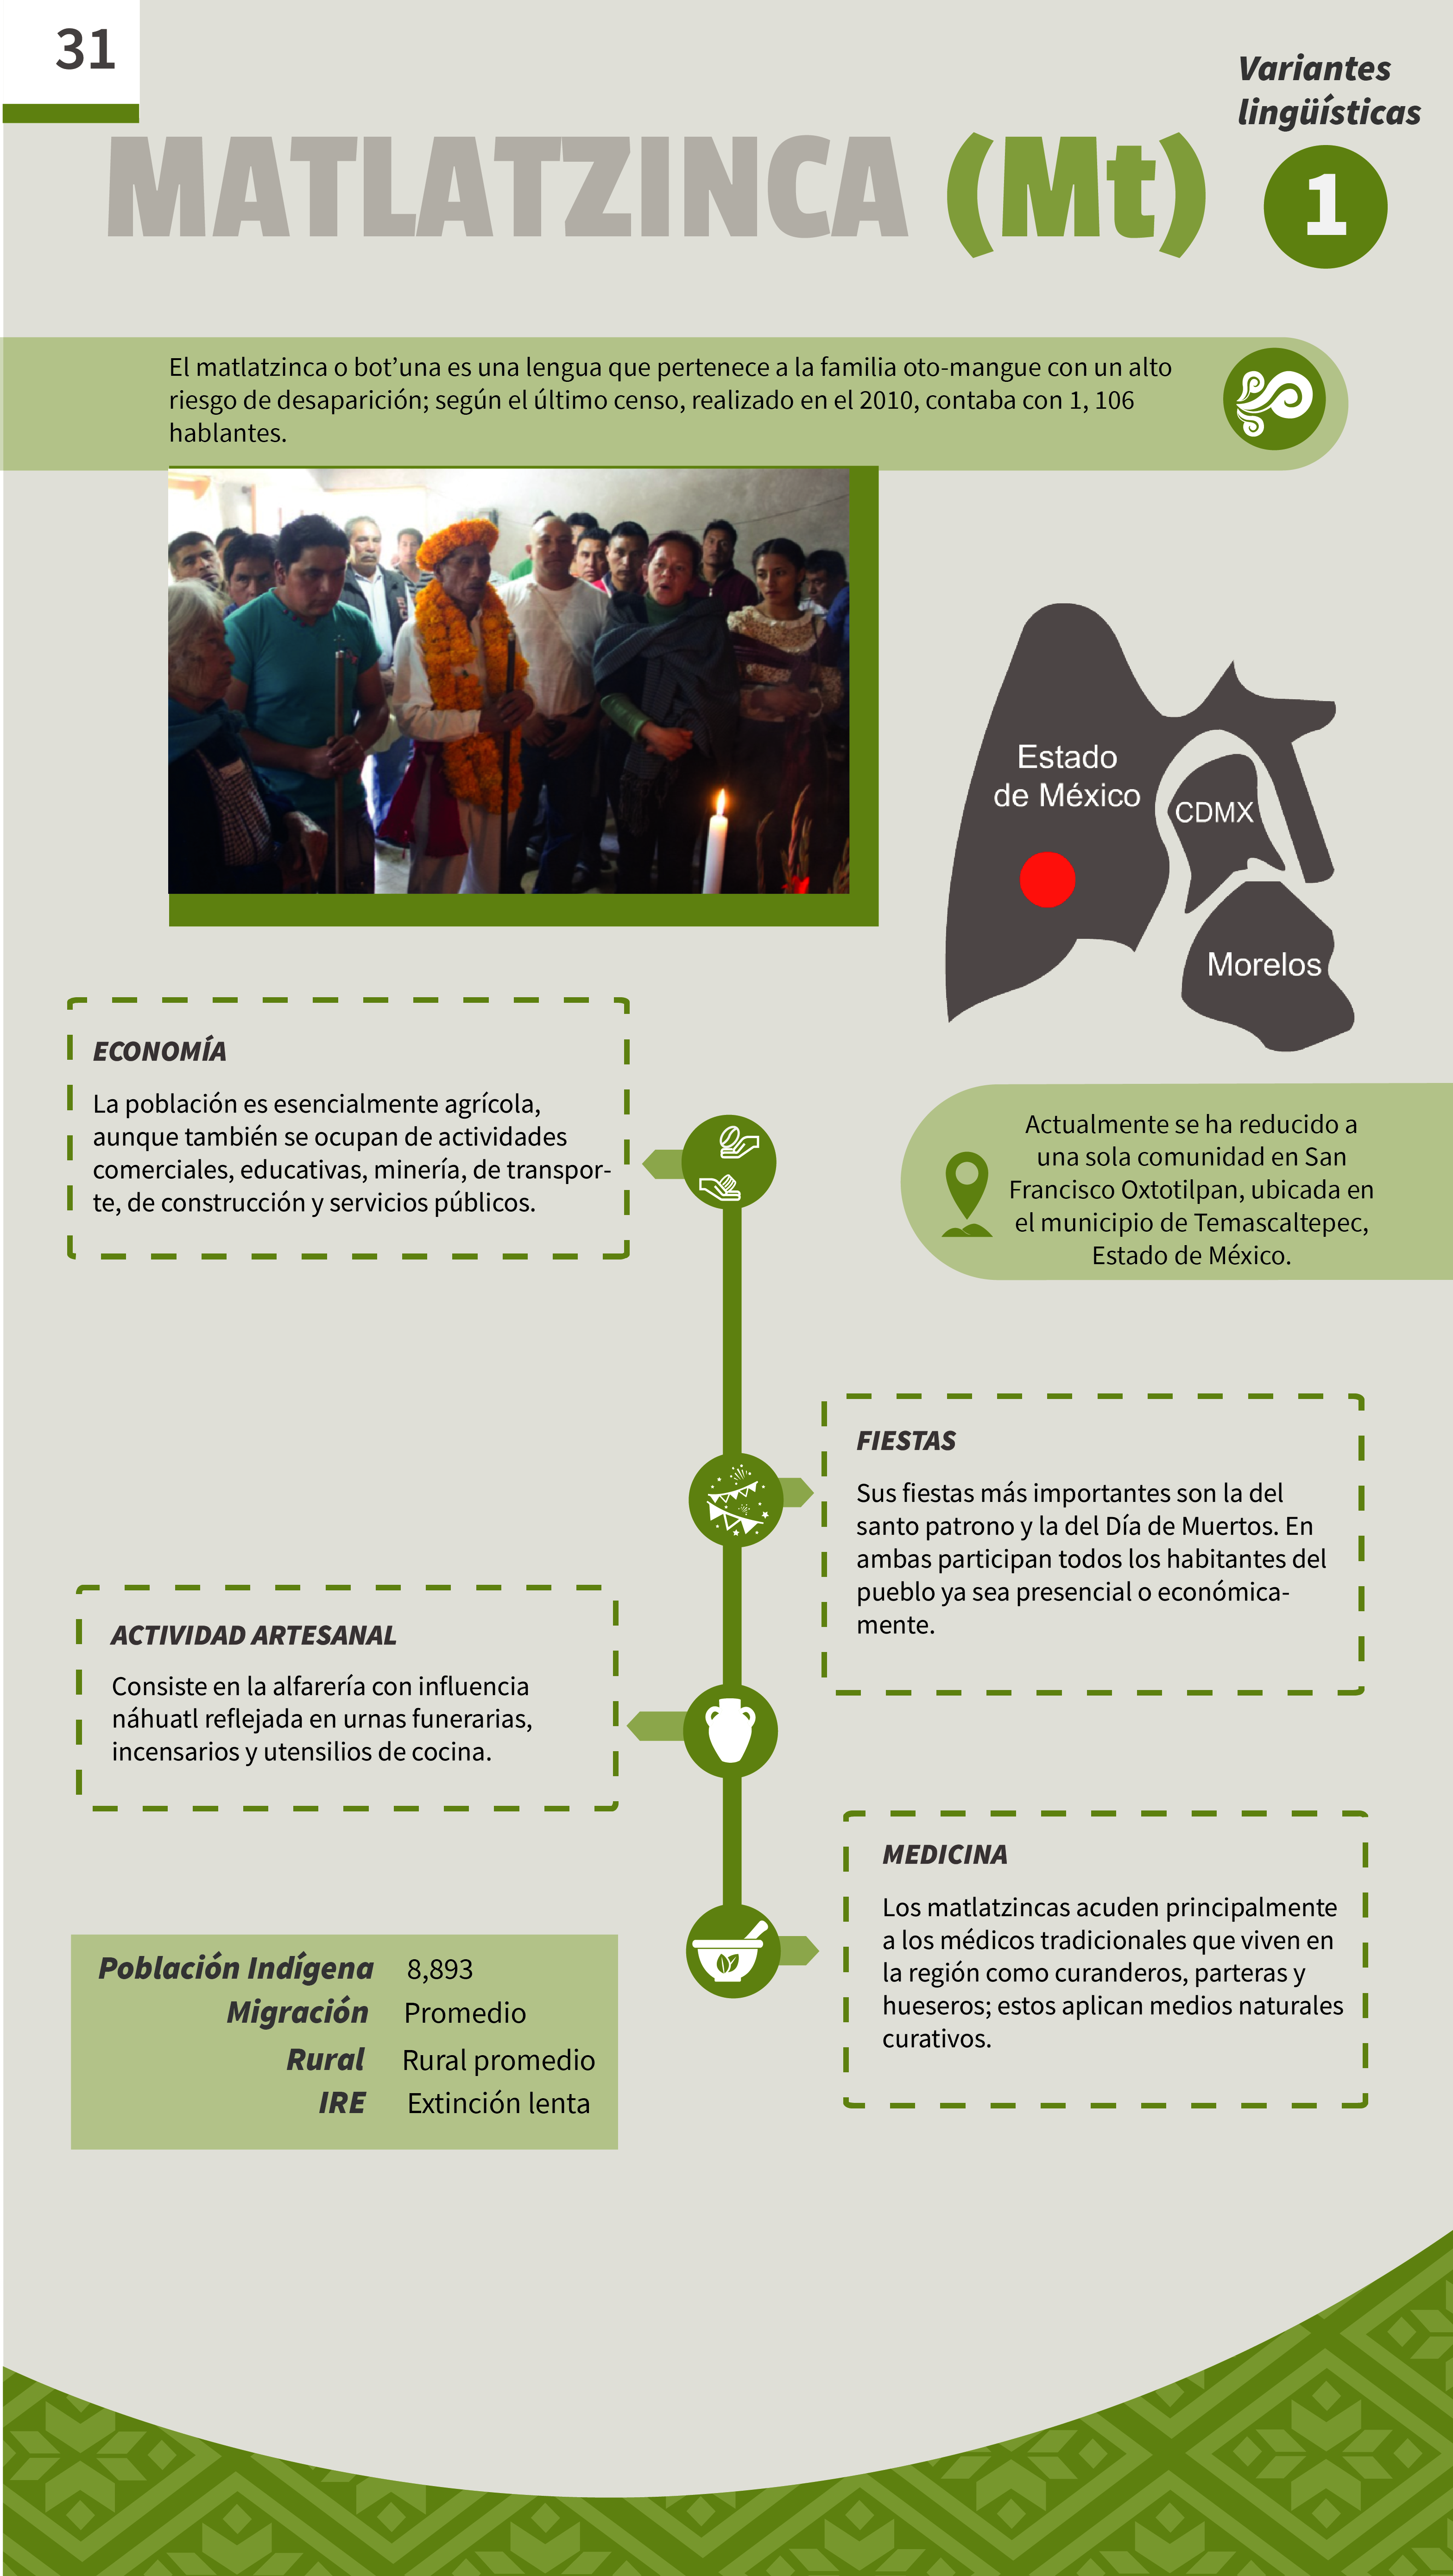 31
Variantes
lingüísticas
MATLATZINCA (Mt)
1
El matlatzinca o bot’una es una lengua que pertenece a la familia oto-mangue con un alto
riesgo de desaparición; según el último censo, realizado en el 2010, contaba con 1, 106
hablantes.
Estado
de México
CDMX
Morelos
ECONOMÍA
La población es esencialmente agrícola,
aunque también se ocupan de actividades
comerciales, educativas, minería, de transpor-
te, de construcción y servicios públicos.
Actualmente se ha reducido a
una sola comunidad en San
Francisco Oxtotilpan, ubicada en
el municipio de Temascaltepec,
Estado de México.
FIESTAS
Sus fiestas más importantes son la del
santo patrono y la del Día de Muertos. En
ambas participan todos los habitantes del
pueblo ya sea presencial o económica-
mente.
ACTIVIDAD ARTESANAL
Consiste en la alfarería con influencia
náhuatl reflejada en urnas funerarias,
incensarios y utensilios de cocina.
MEDICINA
Los matlatzincas acuden principalmente
a los médicos tradicionales que viven en
la región como curanderos, parteras y
hueseros; estos aplican medios naturales
curativos.
Población Indígena 8,893
Migración Promedio
Rural Rural promedio
IRE Extinción lenta